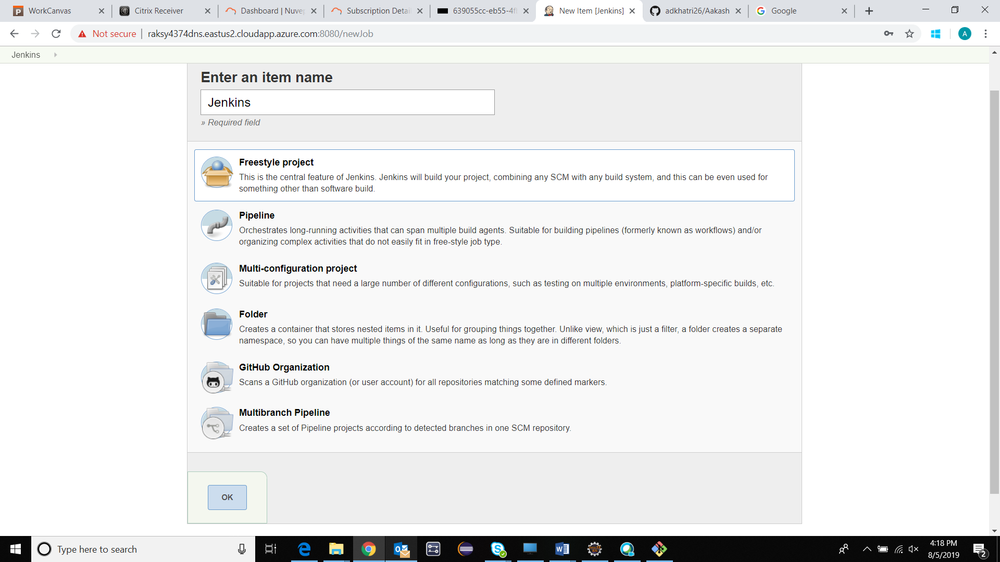 WorkCanvas
Citrix Receiver
Dashboard | Nuvep
Subscription Detail
639055cc-eb55-4f
New Item [Jenkins]
adkhatri26/Aakash
Google
Not secure
raksy4374dns.eastus2.cloudapp.azure.com:8080/newJob
A
Jenkins
Enter an item name
Jenkins
» Required field
Freestyle project
This is the central feature of Jenkins. Jenkins will build your project, combining any SCM with any build system, and this can be even used for
something other than software build.
Pipeline
Orchestrates long-running activities that can span multiple build agents. Suitable for building pipelines (formerly known as workflows) and/or
organizing complex activities that do not easily fit in free-style job type.
Multi-configuration project
Suitable for projects that need a large number of different configurations, such as testing on multiple environments, platform-specific builds, etc.
Folder
Creates a container that stores nested items in it. Useful for grouping things together. Unlike view, which is just a filter, a folder creates a separate
namespace, so you can have multiple things of the same name as long as they are in different folders.
GitHub Organization
Scans a GitHub organization (or user account) for all repositories matching some defined markers.
Multibranch Pipeline
Creates a set of Pipeline projects according to detected branches in one SCM repository.
OK
Type here to search
4:18 PM
8/5/2019
2